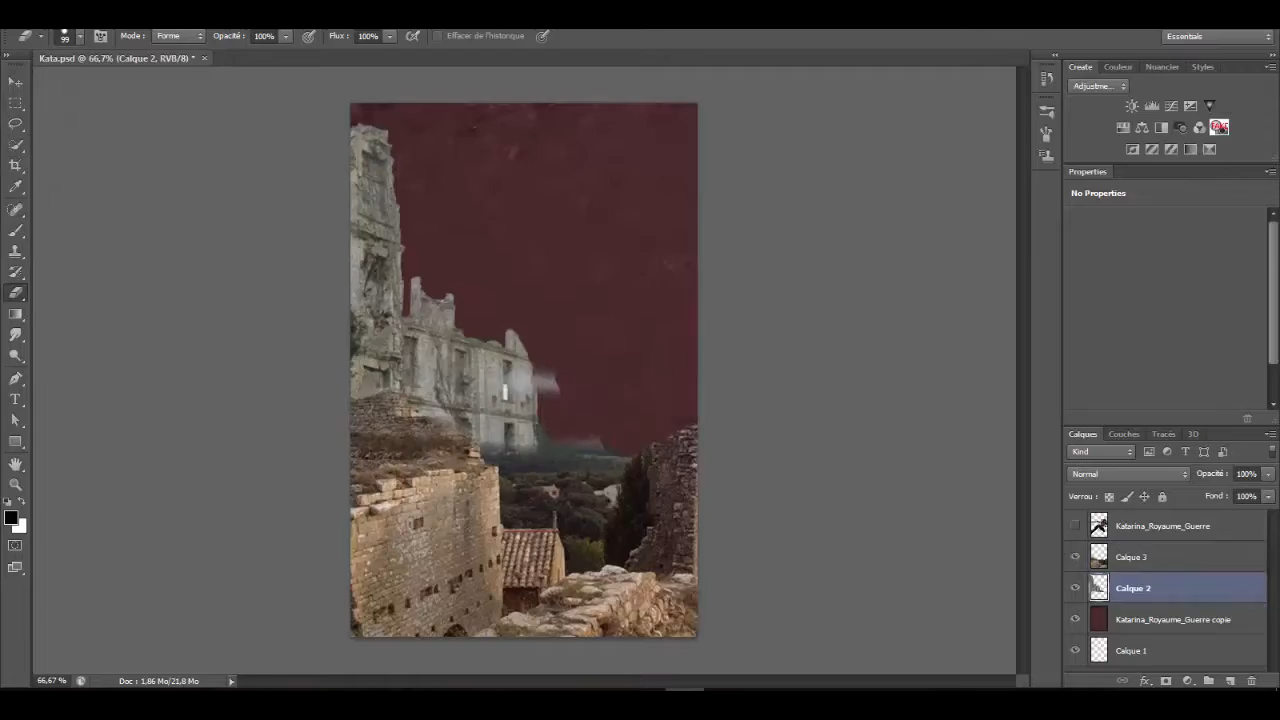 99 Mode: Forme Opacité: 100% Flux: 100% Effacer de l'historique Essentials
Kata.psd @ 66,7% (Calque 2, RVB/8) * ×
Create Couleur Nuancier Styles
Adjustme...
Properties
No Properties
Calques Couches Tracés 3D
Kind
Normal Opacité: 100%
Verrou: Fond: 100%
Katarina_Royaume_Guerre
Calque 3
Calque 2
Katarina_Royaume_Guerre copie
Calque 1
66,67 % Doc : 1,86 Mo/21,8 Mo